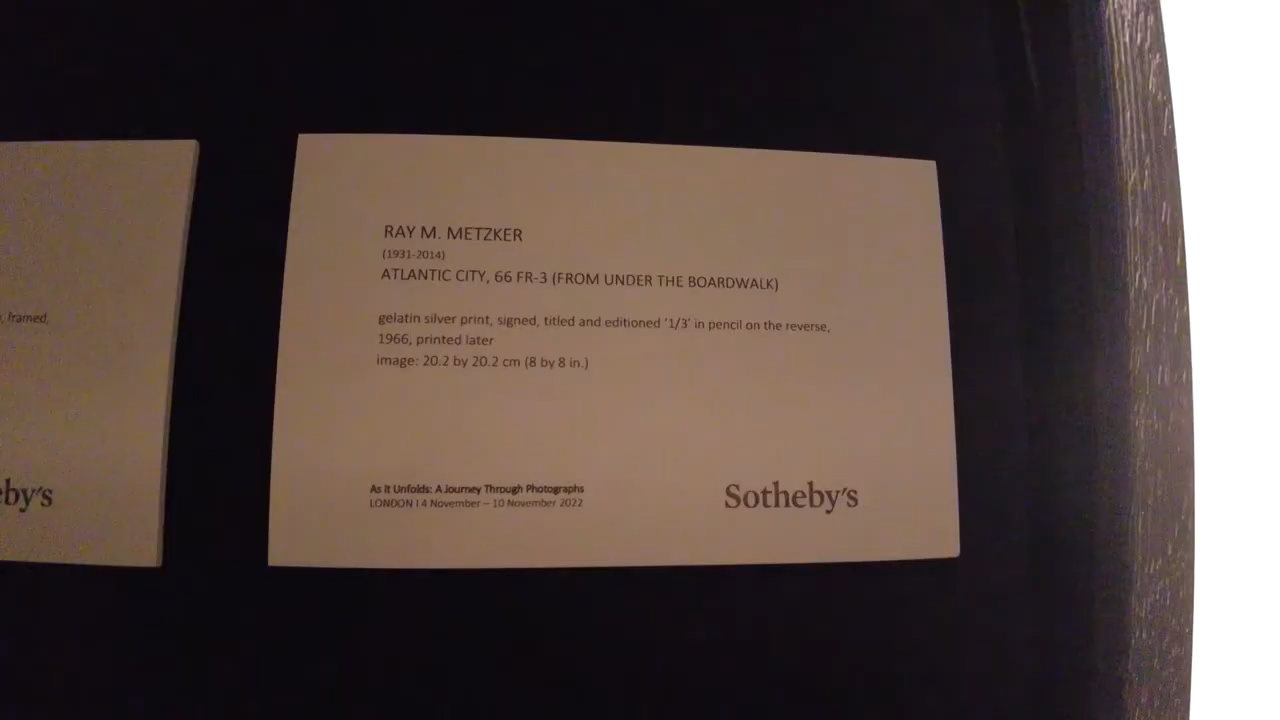 RAY M. METZKER
(1931-2014)
ATLANTIC CITY, 66 FR-3 (FROM UNDER THE BOARDWALK)
gelatin silver print, signed, titled and editioned ‘1/3’ in pencil on the reverse,
1966, printed later
image: 20.2 by 20.2 cm (8 by 8 in.)
As it Unfolds: A Journey Through Photographs
LONDON I 4 November – 10 November 2022
Sotheby's
framed,